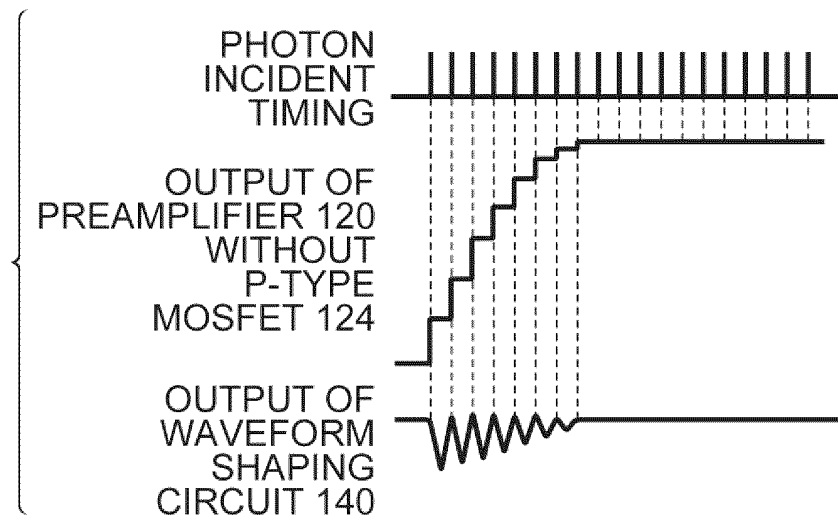 PHOTON
INCIDENT
TIMING
OUTPUT OF
PREAMPLIFIER 120
WITHOUT
P-TYPE
MOSFET 124
OUTPUT OF
WAVEFORM
SHAPING
CIRCUIT 140